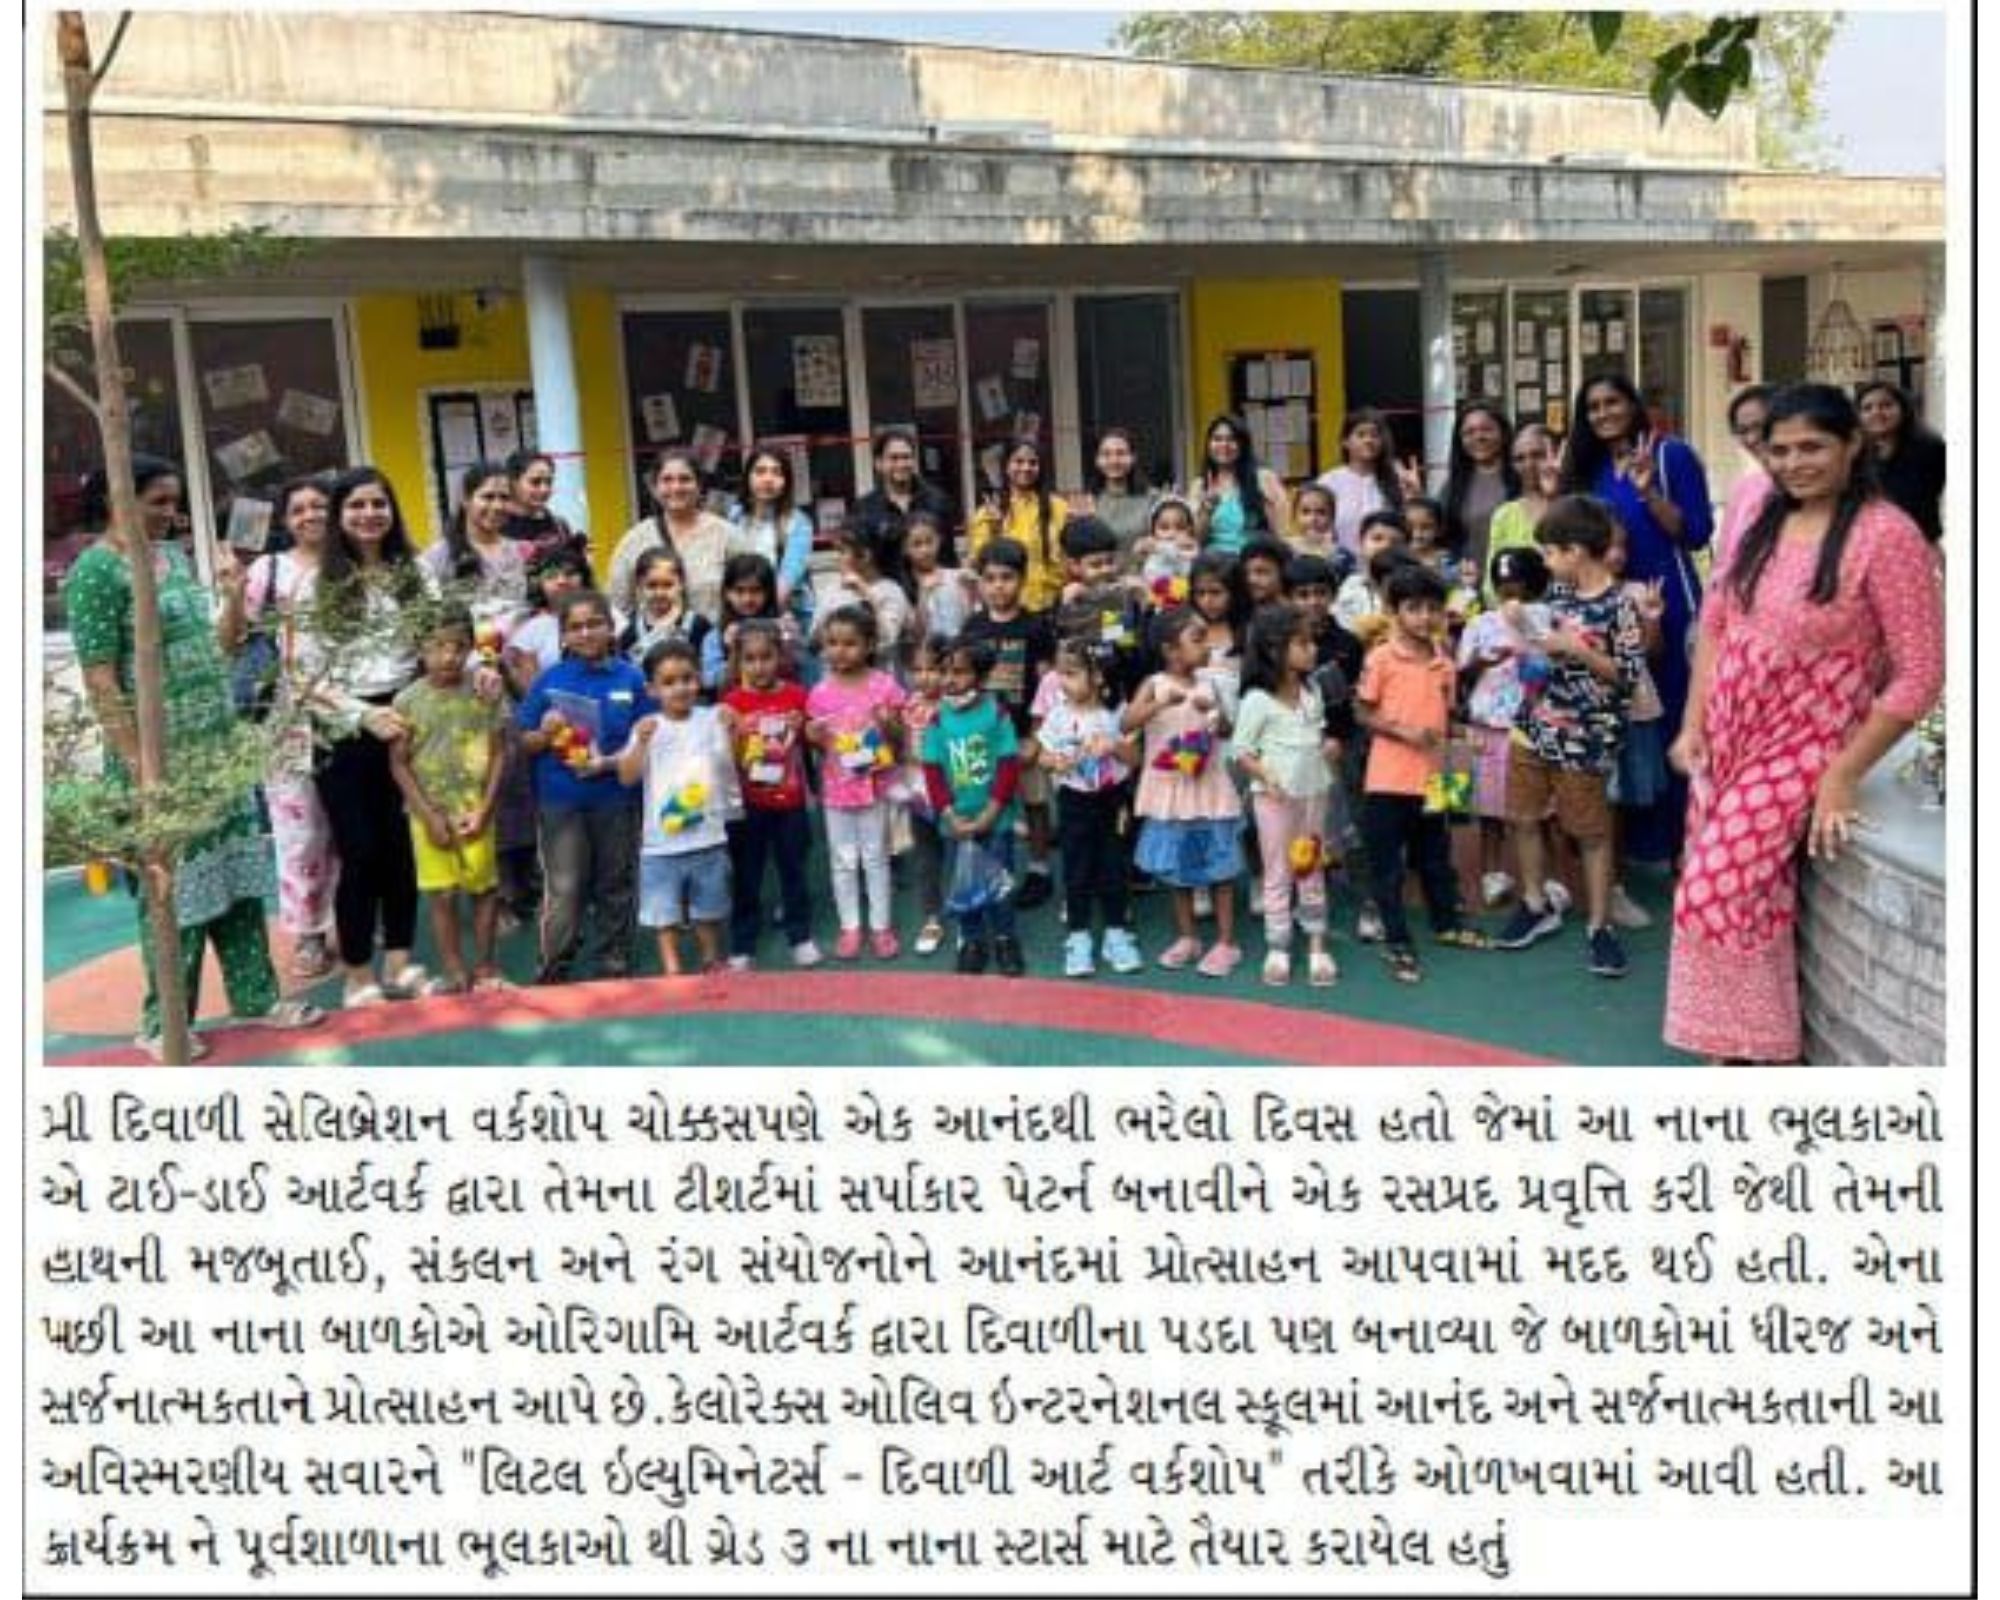 પ્રી દિવાળી સેલિબ્રેશન વર્કશોપ ચોક્કસપણે એક આનંદથી ભરેલો દિવસ હતો જેમાં આ નાના ભૂલકાઓ
એ ટાઈ-ડાઈ આર્ટવર્ક દ્વારા તેમના ટીશર્ટમાં સર્પાકાર પેટર્ન બનાવીને એક રસપ્રદ પ્રવૃત્તિ કરી જેથી તેમની
હાથની મજબૂતાઈ, સંકલન અને રંગ સંયોજનોને આનંદમાં પ્રોત્સાહન આપવામાં મદદ થઈ હતી. એના
પછી આ નાના બાળકોએ ઓરિગામિ આર્ટવર્ક દ્વારા દિવાળીના પડદા પણ બનાવ્યા જે બાળકોમાં ધીરજ અને
સર્જનાત્મકતાને પ્રોત્સાહન આપે છે.કેલોરેક્સ ઓલિવ ઇન્ટરનેશનલ સ્કૂલમાં આનંદ અને સર્જનાત્મકતાની આ
અવિસ્મરણીય સવારને "લિટલ ઇલ્યુમિનેટર્સ - દિવાળી આર્ટ વર્કશોપ" તરીકે ઓળખવામાં આવી હતી. આ
કાર્યક્રમ ને પૂર્વશાળાના ભૂલકાઓ થી ગ્રેડ ૩ ના નાના સ્ટાર્સ માટે તૈયાર કરાયેલ હતું